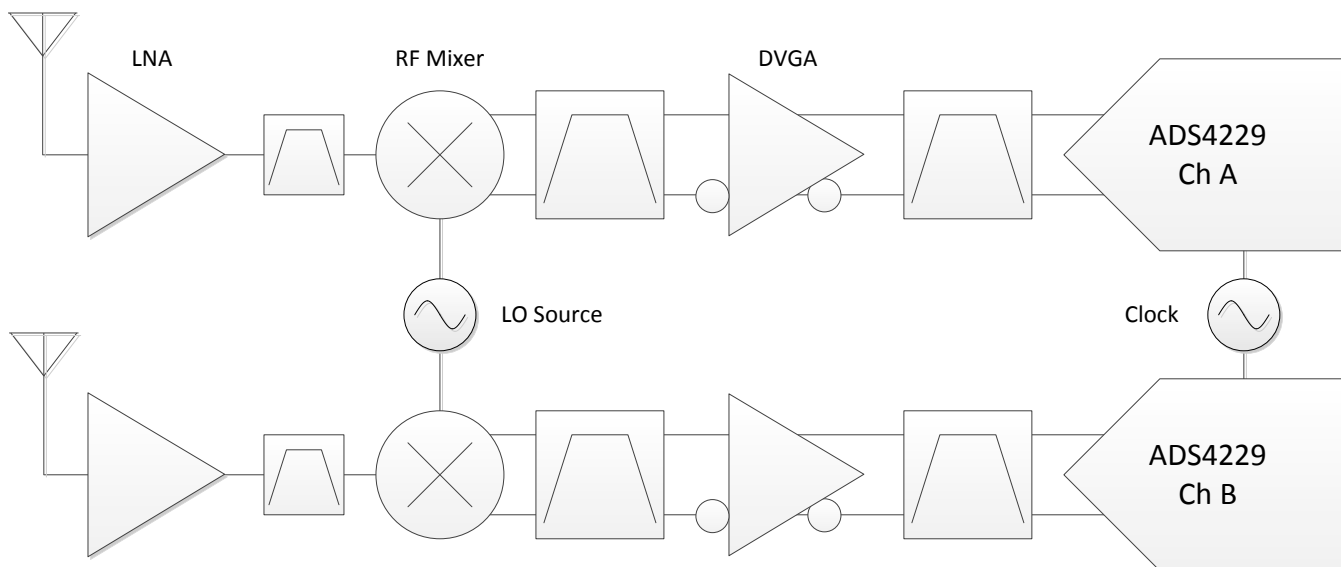 LNA
RF Mixer
DVGA
ADS4229
Ch A
LO Source
Clock
ADS4229
Ch B